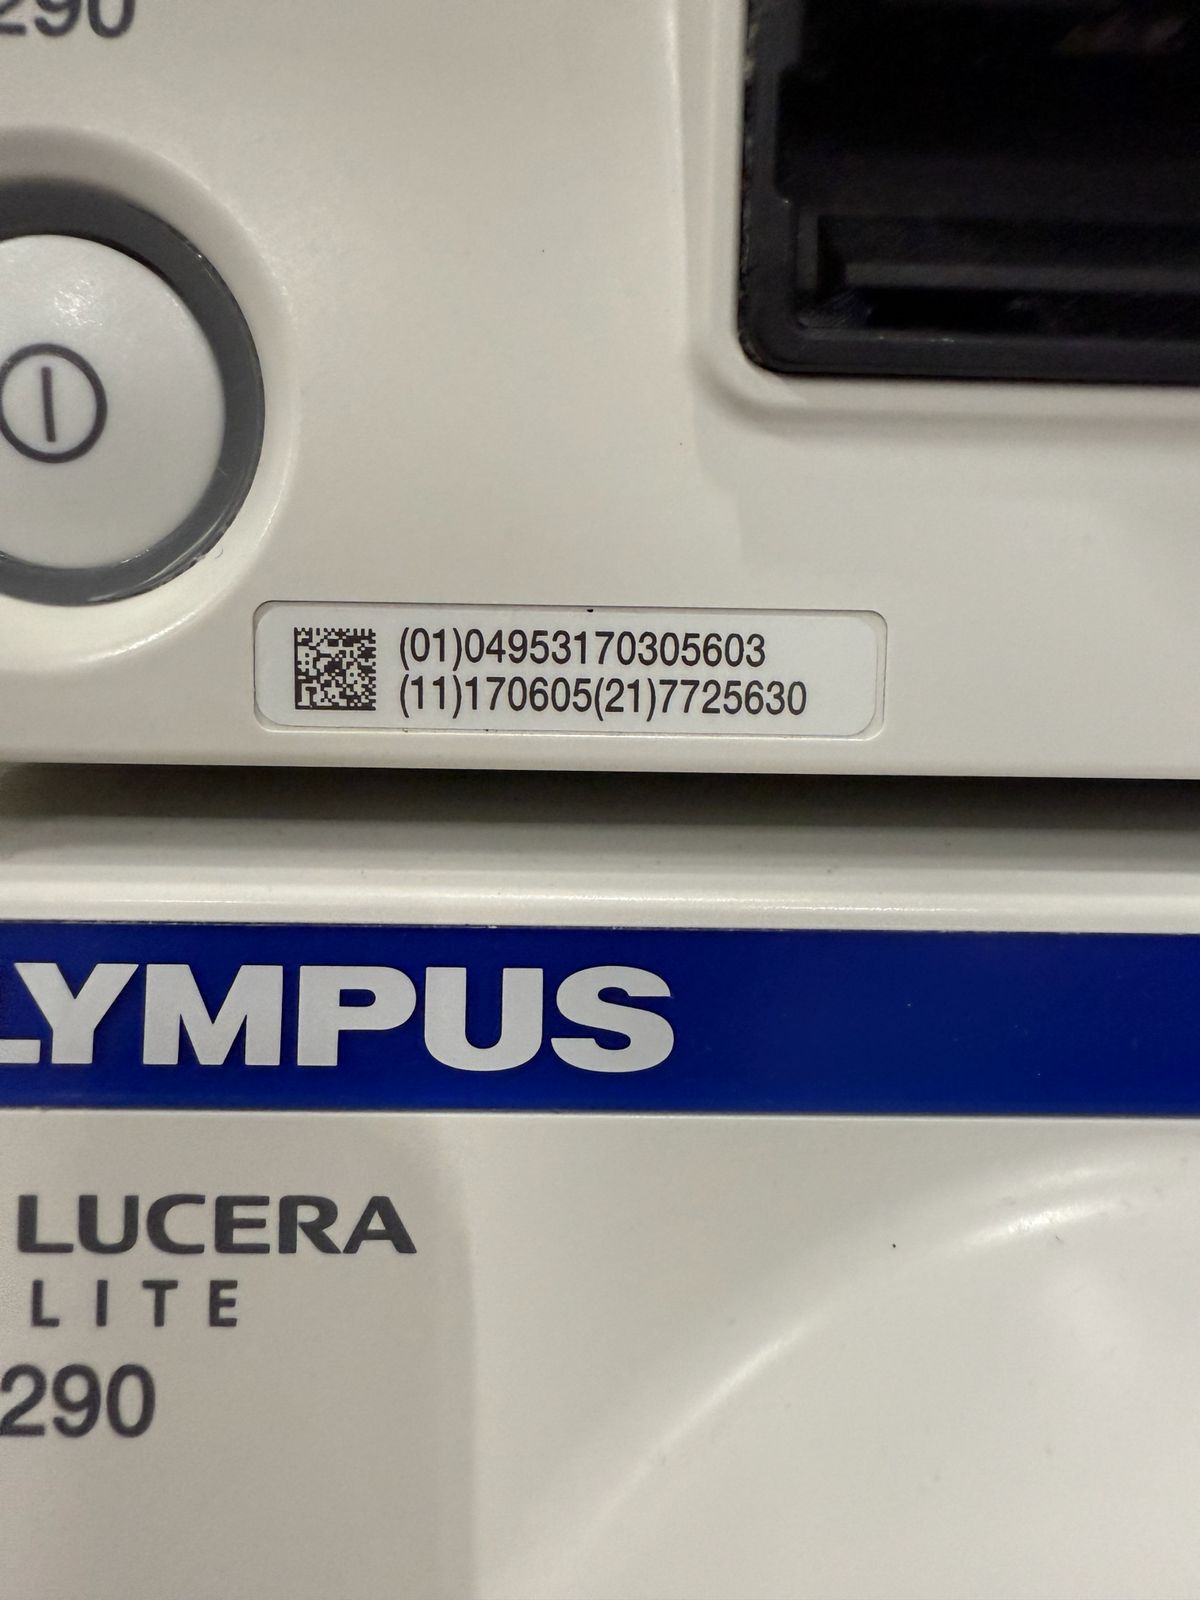 290
(01)04953170305603
(11)170605(21)7725630
LYMPUS
LUCERA
LITE
290